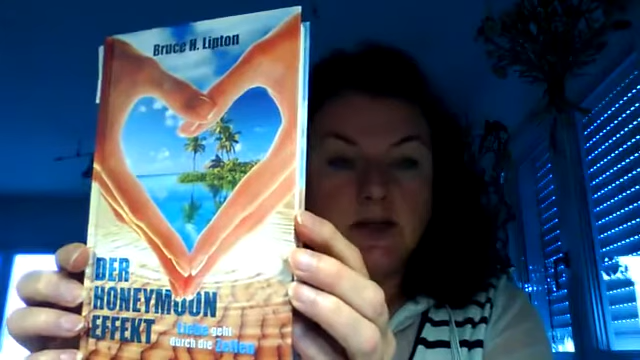 Bruce H. Lipton
DER
HONEYMOON
EFFEKT
Liebe geht
durch die Zellen